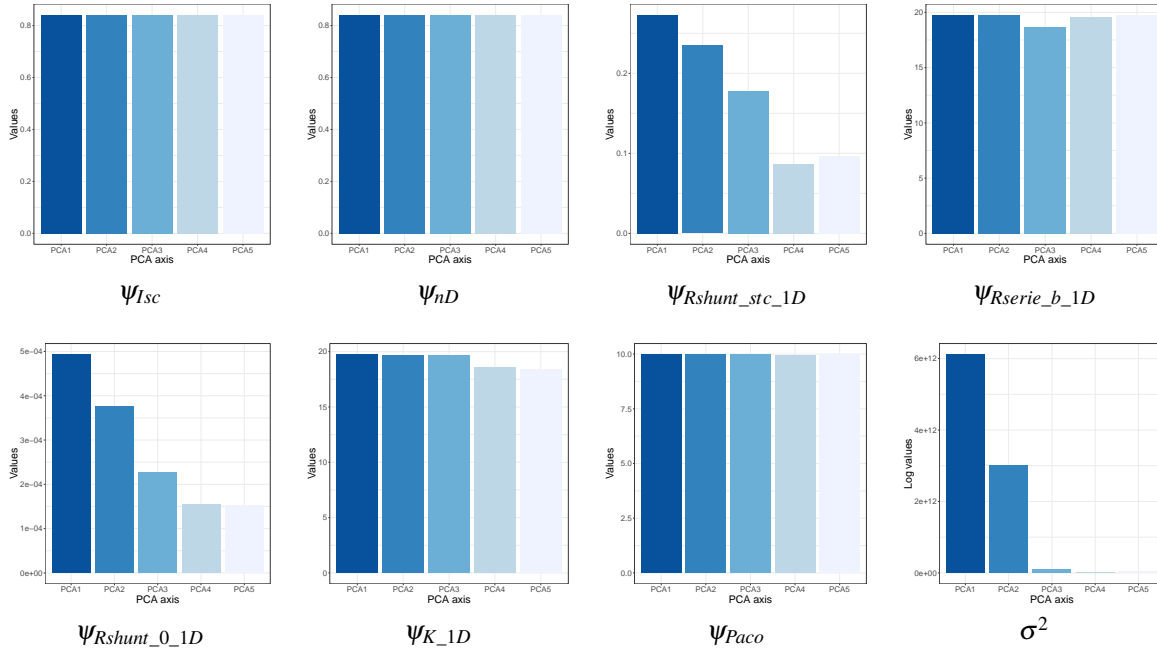 0.8
0.6
0.4
0.2
0.0
Values
PCA1 PCA2 PCA3 PCA4 PCA5
PCA axis
ψIsc
0.8
0.6
0.4
0.2
0.0
Values
PCA1 PCA2 PCA3 PCA4 PCA5
PCA axis
ψnD
0.2
0.1
0.0
Values
PCA1 PCA2 PCA3 PCA4 PCA5
PCA axis
ψRshunt_stc_1D
20
15
10
5
0
Values
PCA1 PCA2 PCA3 PCA4 PCA5
PCA axis
ψRserie_b_1D
5e−04
4e−04
3e−04
2e−04
1e−04
0e+00
Values
PCA1 PCA2 PCA3 PCA4 PCA5
PCA axis
ψRshunt_0_1D
20
15
10
5
0
Values
PCA1 PCA2 PCA3 PCA4 PCA5
PCA axis
ψK_1D
10.0
7.5
5.0
2.5
0.0
Values
PCA1 PCA2 PCA3 PCA4 PCA5
PCA axis
ψPaco
6e+12
4e+12
2e+12
0e+00
Log values
PCA1 PCA2 PCA3 PCA4 PCA5
PCA axis
σ²